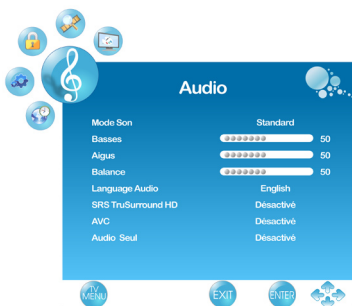 Audio
Mode Son Standard
Basses 50
Aigus 50
Balance 50
Language Audio English
SRS TruSurround HD Désactivé
AVC Désactivé
Audio Seul Désactivé
TV
MENU EXIT ENTER